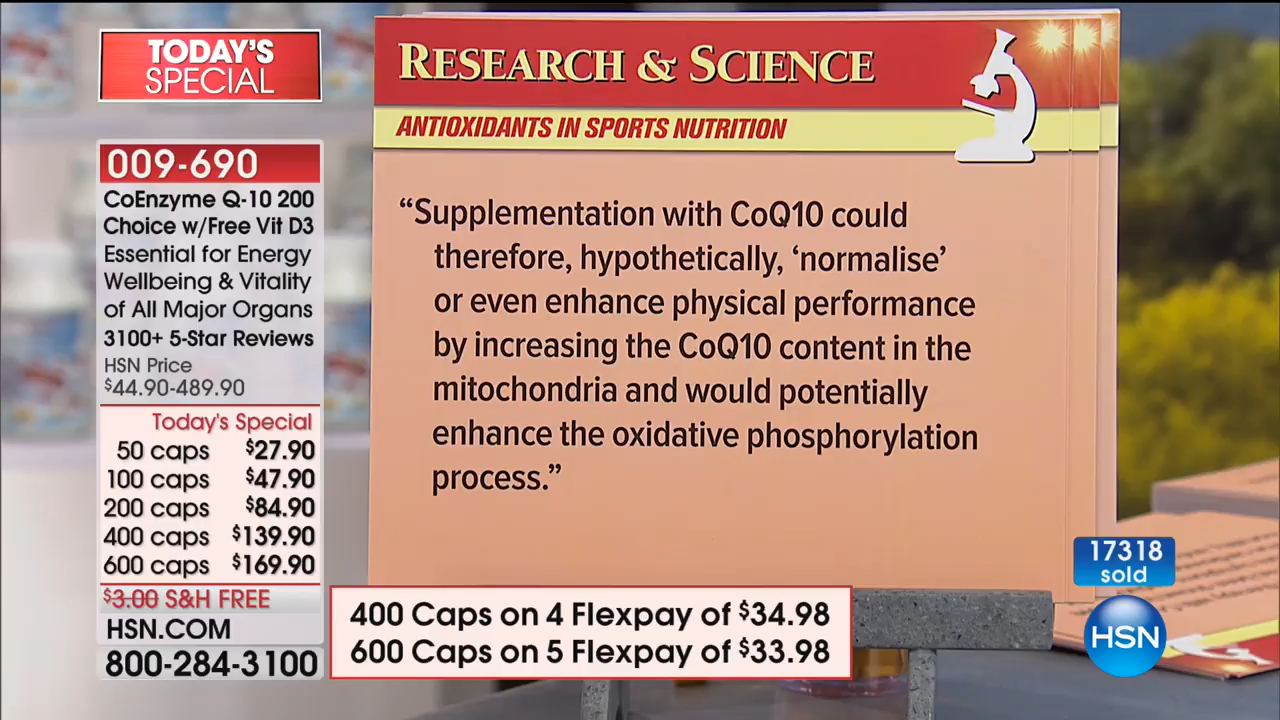 TODAY'S
SPECIAL
009-690
CoEnzyme Q-10 200
Choice w/Free Vit D3
Essential for Energy
Wellbeing & Vitality
of All Major Organs
3100+ 5-Star Reviews
HSN Price
$44.90-489.90
Today's Special
50 caps $27.90
100 caps $47.90
200 caps $84.90
400 caps $139.90
600 caps $169.90
$3.00 S&H FREE
HSN.COM
800-284-3100
RESEARCH & SCIENCE
ANTIOXIDANTS IN SPORTS NUTRITION
“Supplementation with CoQ10 could
therefore, hypothetically, ‘normalise’
or even enhance physical performance
by increasing the CoQ10 content in the
mitochondria and would potentially
enhance the oxidative phosphorylation
process.”
400 Caps on 4 Flexpay of $34.98
600 Caps on 5 Flexpay of $33.98
17318
sold
HSN